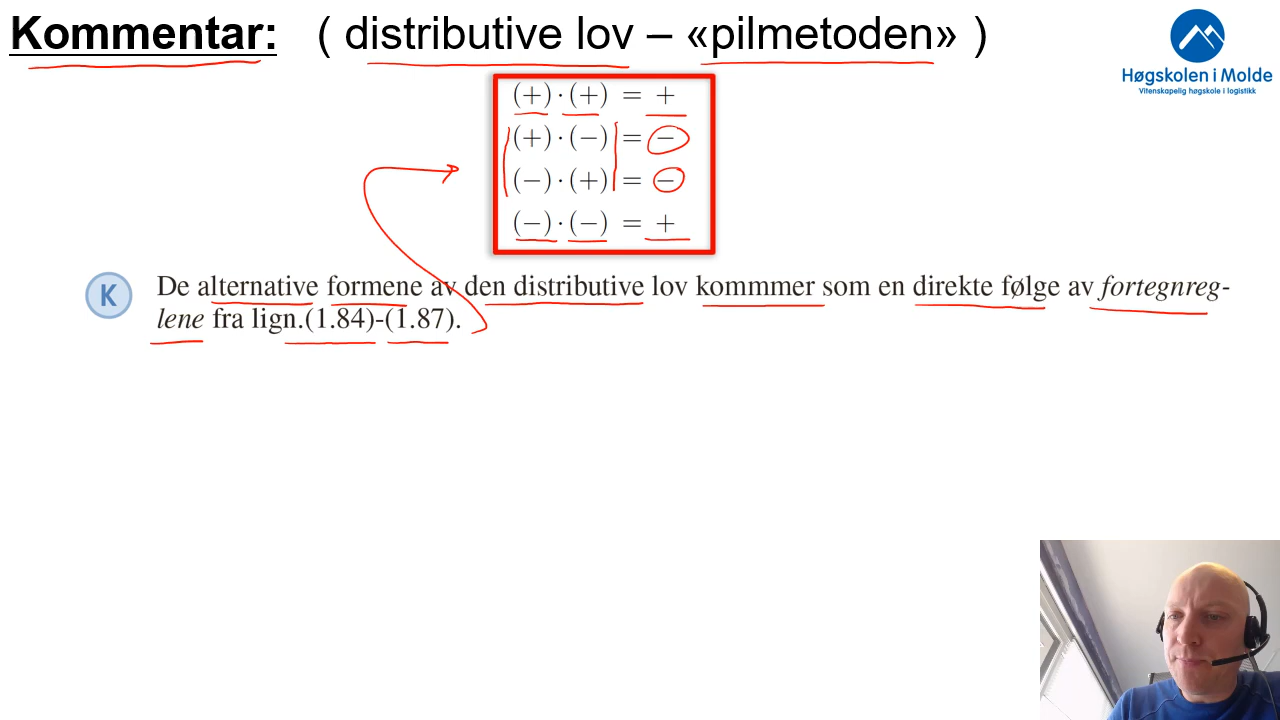 Kommentar: ( distributive lov – «pilmetoden» )
Høgskolen i Molde
Vitenskapelig høgskole i logistikk
(+) · (+) = +
(+) · (−) = −
(−) · (+) = −
(−) · (−) = +
K De alternative formene av den distributive lov kommmer som en direkte følge av fortegnreg-
lene fra lign.(1.84)-(1.87).